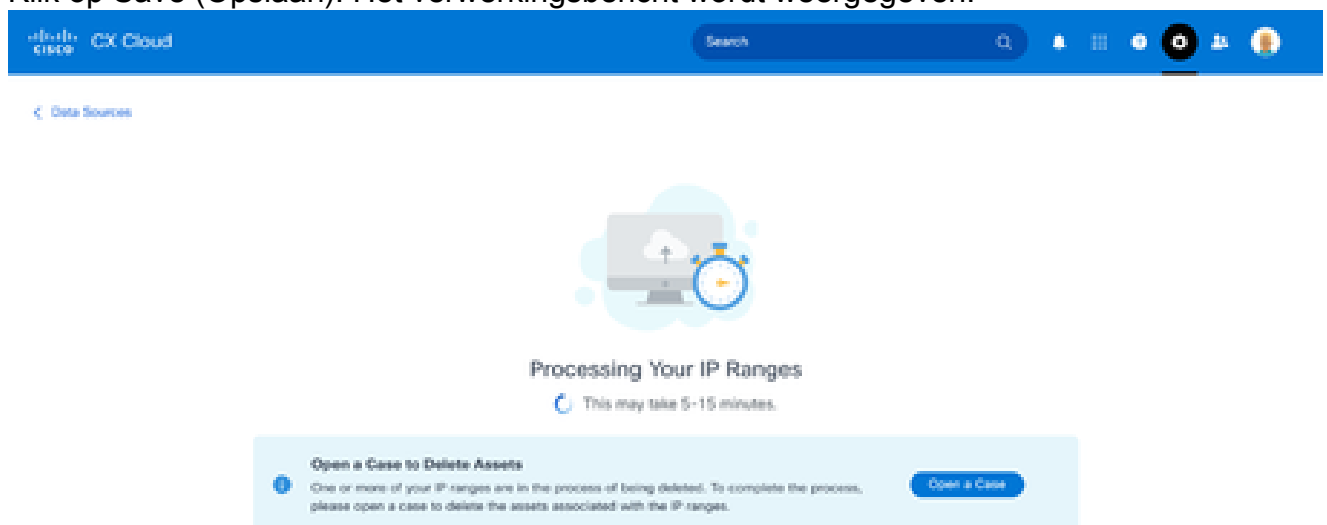 Klik op Save (Opslaan). Het verwerkingsbericht wordt weergegeven.
CISCO CX Cloud Search
Data Sources
Processing Your IP Ranges
This may take 5-15 minutes.
Open a Case to Delete Assets
One or more of your IP ranges are in the process of being deleted. To complete the process,
please open a case to delete the assets associated with the IP ranges.
Open a Case